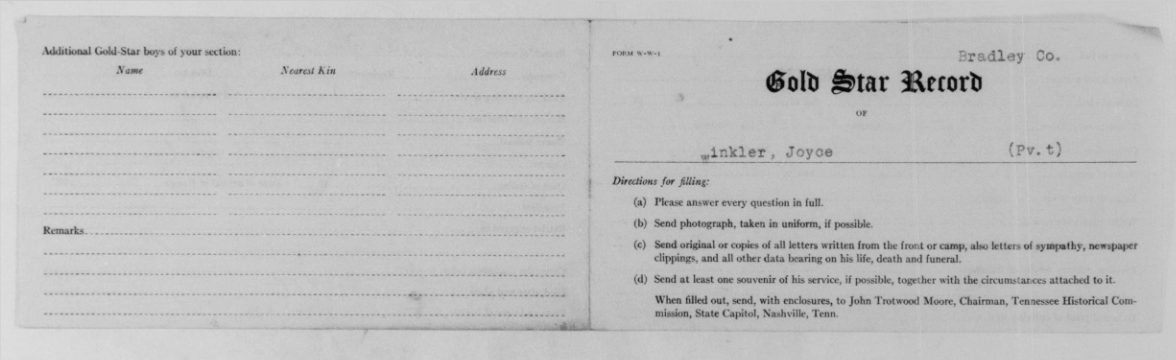 Additional Gold Star boys of your section:
Name Nearest Kin Address
Remarks
FORM W-W-1
Bradley Co.
Gold Star Record
OF
winkler, Joyce (Pv.t)
Directions for filling:
(a) Please answer every question in full.
(b) Send photograph, taken in uniform, if possible.
(c) Send original or copies of all letters written from the front or camp, also letters of sympathy, newspaper
clippings, and all other data bearing on his life, death and funeral.
(d) Send at least one souvenir of his service, if possible, together with the circumstances attached to it.
When filled out, send, with enclosures, to John Trotwood Moore, Chairman, Tennessee Historical Com-
mission, State Capitol, Nashville, Tenn.